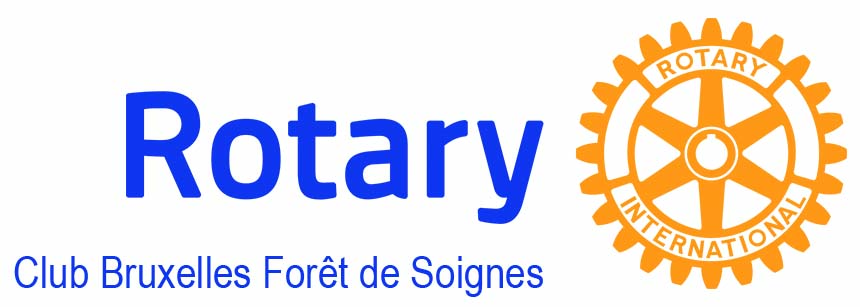 Rotary
Club Bruxelles Forêt de Soignes
ROTARY
INTERNATIONAL